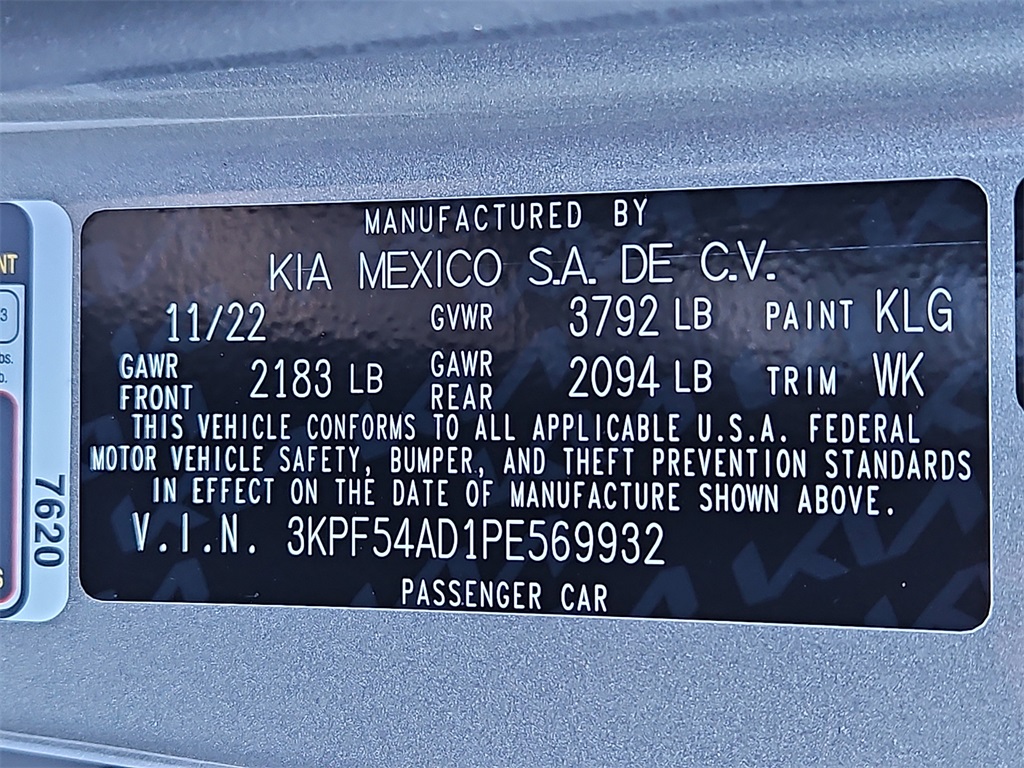 MANUFACTURED BY
KIA MEXICO S.A. DE C.V.
11/22 GVWR 3792 LB PAINT KLG
GAWR FRONT 2183 LB GAWR REAR 2094 LB TRIM WK
THIS VEHICLE CONFORMS TO ALL APPLICABLE U.S.A. FEDERAL
MOTOR VEHICLE SAFETY, BUMPER, AND THEFT PREVENTION STANDARDS
IN EFFECT ON THE DATE OF MANUFACTURE SHOWN ABOVE.
V.I.N. 3KPF54AD1PE569932
PASSENGER CAR
7620